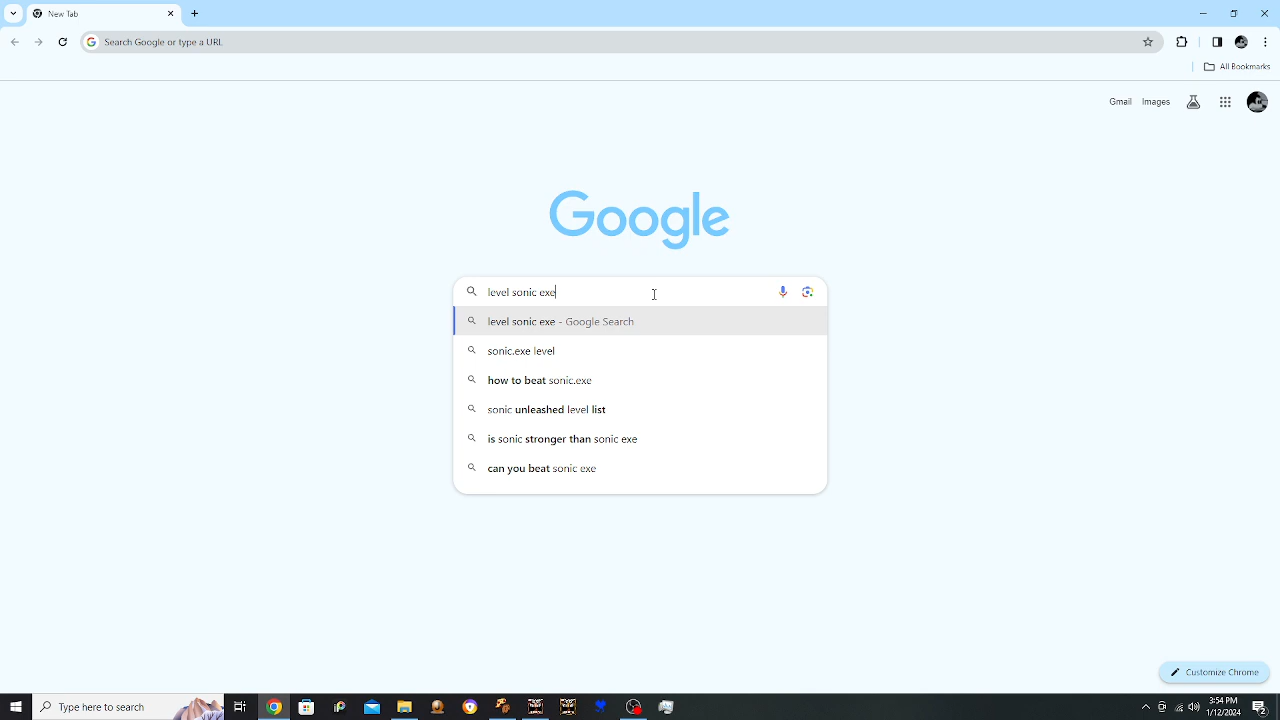 New Tab
Search Google or type a URL
All Bookmarks
Gmail Images
Google
level sonic exe
level sonic exe - Google Search
sonic.exe level
how to beat sonic.exe
sonic unleashed level list
is sonic stronger than sonic exe
can you beat sonic exe
Customize Chrome
Type here to search
3:54 PM
1/12/2024